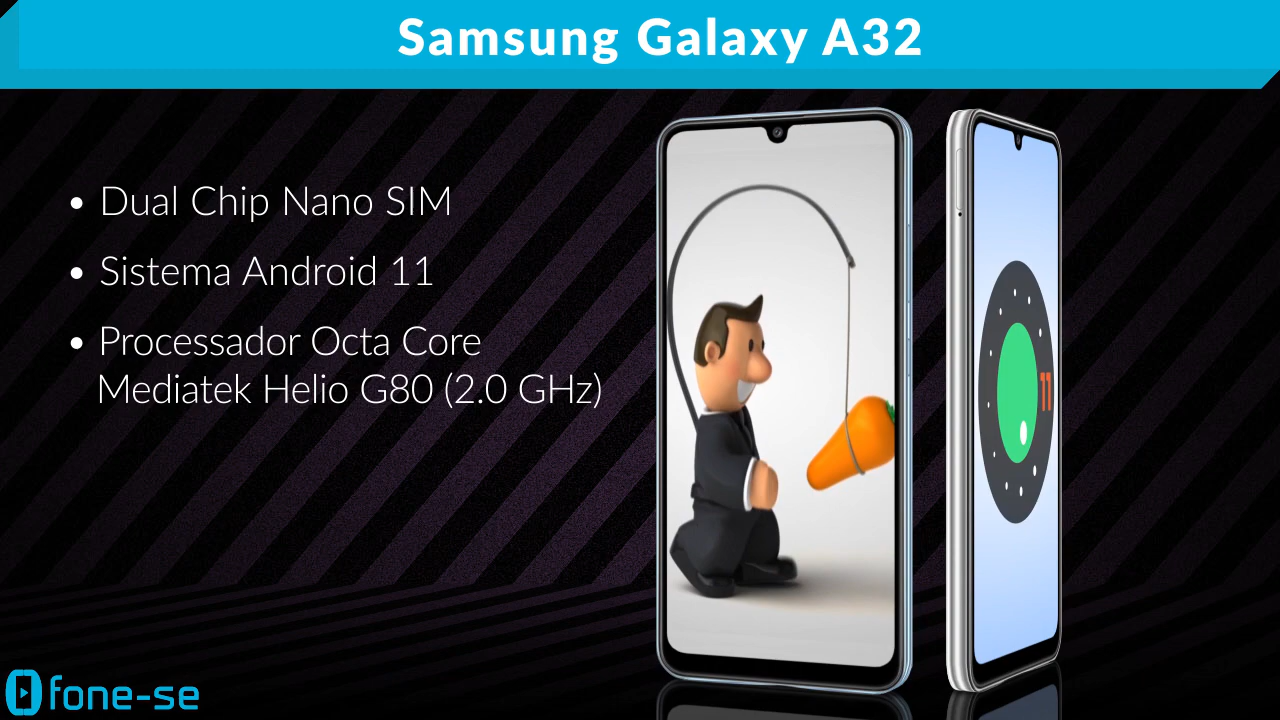 Samsung Galaxy A32
• Dual Chip Nano SIM
• Sistema Android 11
• Processador Octa Core
Mediatek Helio G80 (2.0 GHz)
11
fone-se